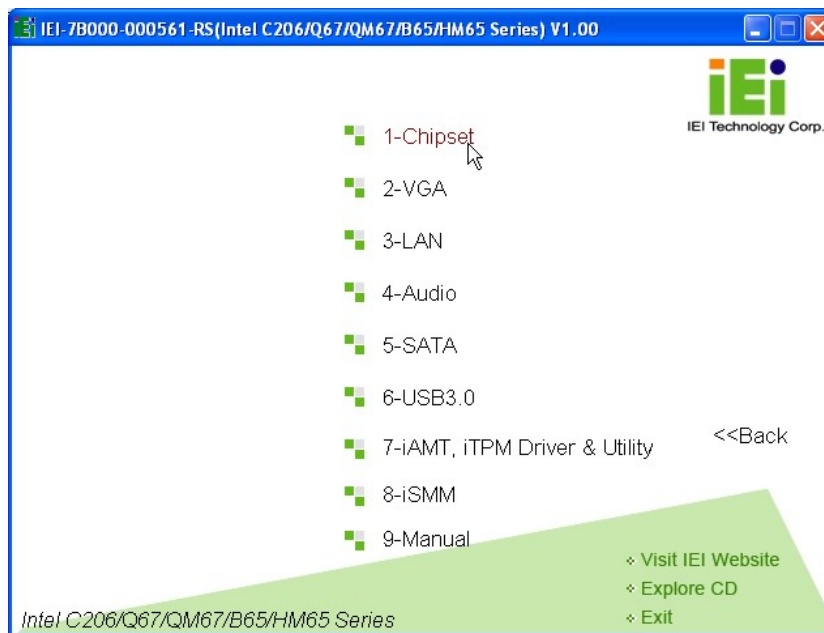 IEI-7B000-000561-RS(Intel C206/Q67/QM67/B65/HM65 Series) V1.00
iEi
IEI Technology Corp.
1-Chipset
2-VGA
3-LAN
4-Audio
5-SATA
6-USB3.0
7-iAMT, iTPM Driver & Utility
<<Back
8-iSMM
9-Manual
Visit IEI Website
Explore CD
Exit
Intel C206/Q67/QM67/B65/HM65 Series